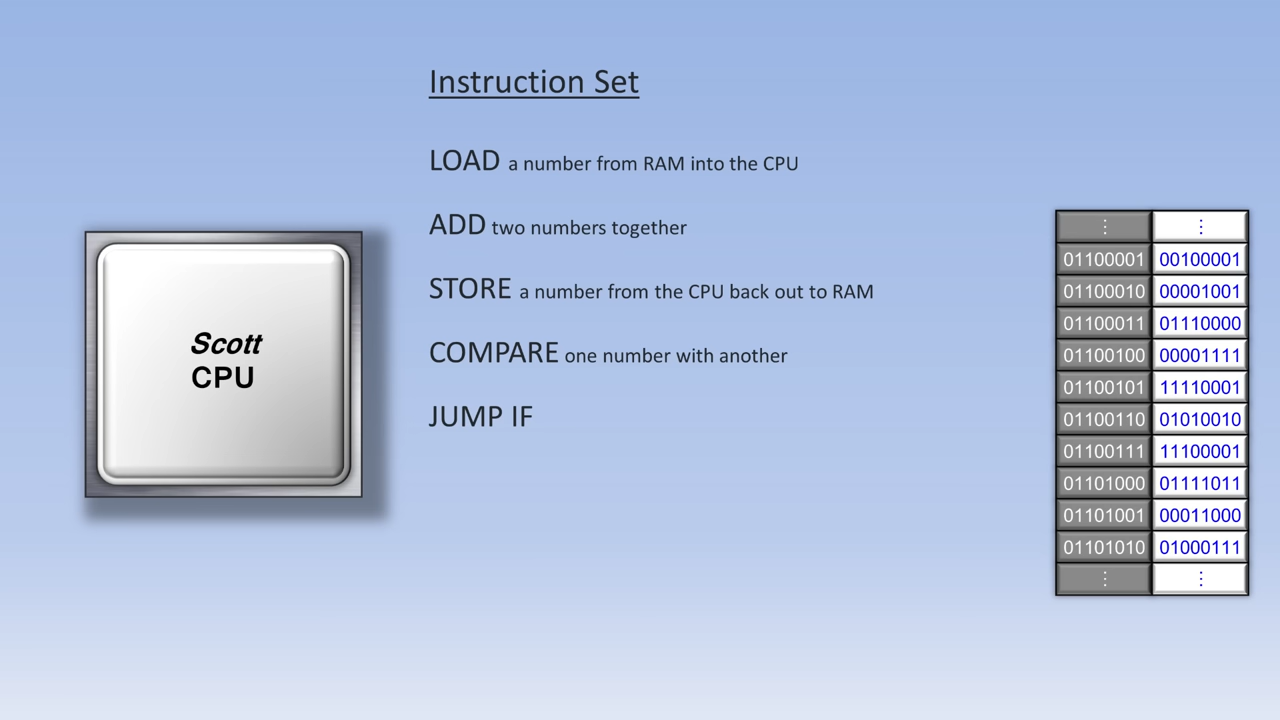 Instruction Set
LOAD a number from RAM into the CPU
ADD two numbers together
STORE a number from the CPU back out to RAM
COMPARE one number with another
JUMP IF
Scott
CPU
⋮ ⋮
01100001 00100001
01100010 00001001
01100011 01110000
01100100 00001111
01100101 11110001
01100110 01010010
01100111 11100001
01101000 01111011
01101001 00011000
01101010 01000111
⋮ ⋮